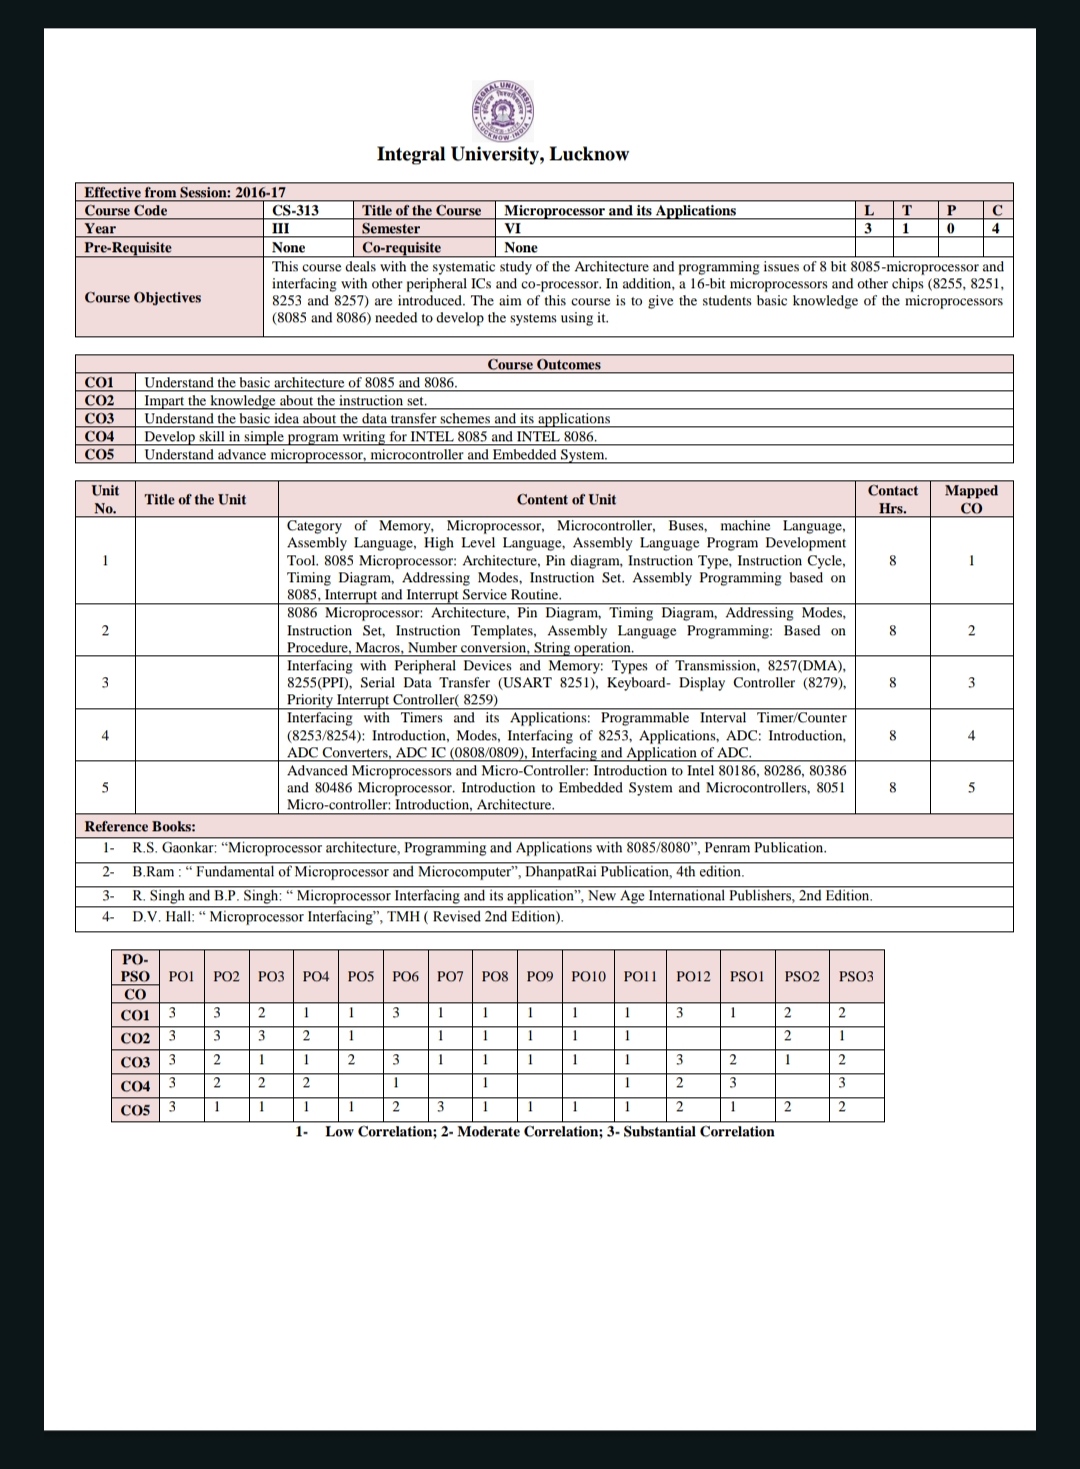 INTEGRAL UNIVERSITY
LUCKNOW-INDIA
Integral University, Lucknow
Effective from Session: 2016-17
Course Code CS-313 Title of the Course Microprocessor and its Applications L T P C
Year III Semester VI 3 1 0 4
Pre-Requisite None Co-requisite None
Course Objectives
This course deals with the systematic study of the Architecture and programming issues of 8 bit 8085-microprocessor and
interfacing with other peripheral ICs and co-processor. In addition, a 16-bit microprocessors and other chips (8255, 8251,
8253 and 8257) are introduced. The aim of this course is to give the students basic knowledge of the microprocessors
(8085 and 8086) needed to develop the systems using it.
Course Outcomes
CO1 Understand the basic architecture of 8085 and 8086.
CO2 Impart the knowledge about the instruction set.
CO3 Understand the basic idea about the data transfer schemes and its applications
CO4 Develop skill in simple program writing for INTEL 8085 and INTEL 8086.
CO5 Understand advance microprocessor, microcontroller and Embedded System.
Unit No. Title of the Unit Content of Unit Contact Hrs. Mapped CO
1
Category of Memory, Microprocessor, Microcontroller, Buses, machine Language,
Assembly Language, High Level Language, Assembly Language Program Development
Tool. 8085 Microprocessor: Architecture, Pin diagram, Instruction Type, Instruction Cycle,
Timing Diagram, Addressing Modes, Instruction Set. Assembly Programming based on
8085, Interrupt and Interrupt Service Routine.
8 1
2
8086 Microprocessor: Architecture, Pin Diagram, Timing Diagram, Addressing Modes,
Instruction Set, Instruction Templates, Assembly Language Programming: Based on
Procedure, Macros, Number conversion, String operation.
8 2
3
Interfacing with Peripheral Devices and Memory: Types of Transmission, 8257(DMA),
8255(PPI), Serial Data Transfer (USART 8251), Keyboard- Display Controller (8279),
Priority Interrupt Controller( 8259)
8 3
4
Interfacing with Timers and its Applications: Programmable Interval Timer/Counter
(8253/8254): Introduction, Modes, Interfacing of 8253, Applications, ADC: Introduction,
ADC Converters, ADC IC (0808/0809), Interfacing and Application of ADC.
8 4
5
Advanced Microprocessors and Micro-Controller: Introduction to Intel 80186, 80286, 80386
and 80486 Microprocessor. Introduction to Embedded System and Microcontrollers, 8051
Micro-controller: Introduction, Architecture.
8 5
Reference Books:
1- R.S. Gaonkar: “Microprocessor architecture, Programming and Applications with 8085/8080”, Penram Publication.
2- B.Ram : “ Fundamental of Microprocessor and Microcomputer”, DhanpatRai Publication, 4th edition.
3- R. Singh and B.P. Singh: “ Microprocessor Interfacing and its application”, New Age International Publishers, 2nd Edition.
4- D.V. Hall: “ Microprocessor Interfacing”, TMH ( Revised 2nd Edition).
PO-PSO CO PO1 PO2 PO3 PO4 PO5 PO6 PO7 PO8 PO9 PO10 PO11 PO12 PSO1 PSO2 PSO3
CO1 3 3 2 1 1 3 1 1 1 1 1 3 1 2 2
CO2 3 3 3 2 1 1 1 1 1 1 2 1
CO3 3 2 1 1 2 3 1 1 1 1 1 3 2 1 2
CO4 3 2 2 2 1 1 1 2 3 3
CO5 3 1 1 1 1 2 3 1 1 1 1 2 1 2 2
1- Low Correlation; 2- Moderate Correlation; 3- Substantial Correlation